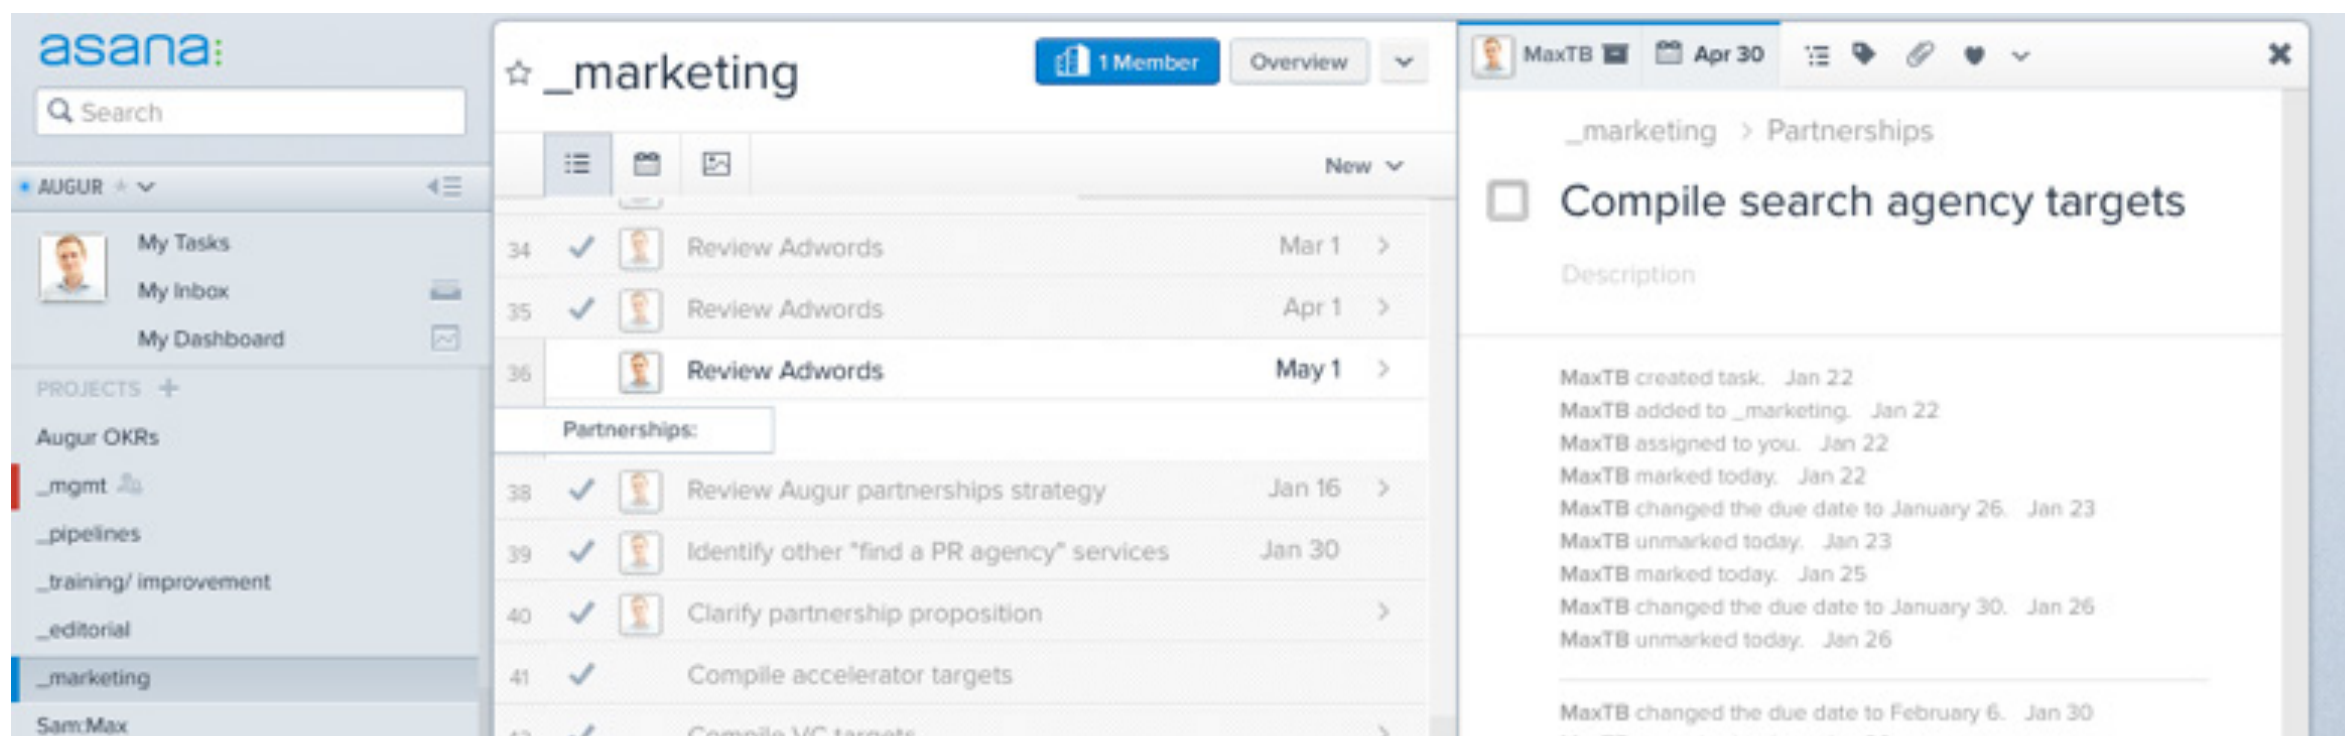 asana:
Search
AUGUR
My Tasks
My Inbox
My Dashboard
PROJECTS +
Augur OKRs
_mgmt
_pipelines
_training/ improvement
_editorial
_marketing
Sam:Max
_marketing
1 Member
Overview
New
34 Review Adwords Mar 1
35 Review Adwords Apr 1
36 Review Adwords May 1
Partnerships:
38 Review Augur partnerships strategy Jan 16
39 Identify other "find a PR agency" services Jan 30
40 Clarify partnership proposition
41 Compile accelerator targets
Compile VC targets
MaxTB
Apr 30
_marketing > Partnerships
Compile search agency targets
Description
MaxTB created task. Jan 22
MaxTB added to _marketing. Jan 22
MaxTB assigned to you. Jan 22
MaxTB marked today. Jan 22
MaxTB changed the due date to January 26. Jan 23
MaxTB unmarked today. Jan 23
MaxTB marked today. Jan 25
MaxTB changed the due date to January 30. Jan 26
MaxTB unmarked today. Jan 26
MaxTB changed the due date to February 6. Jan 30